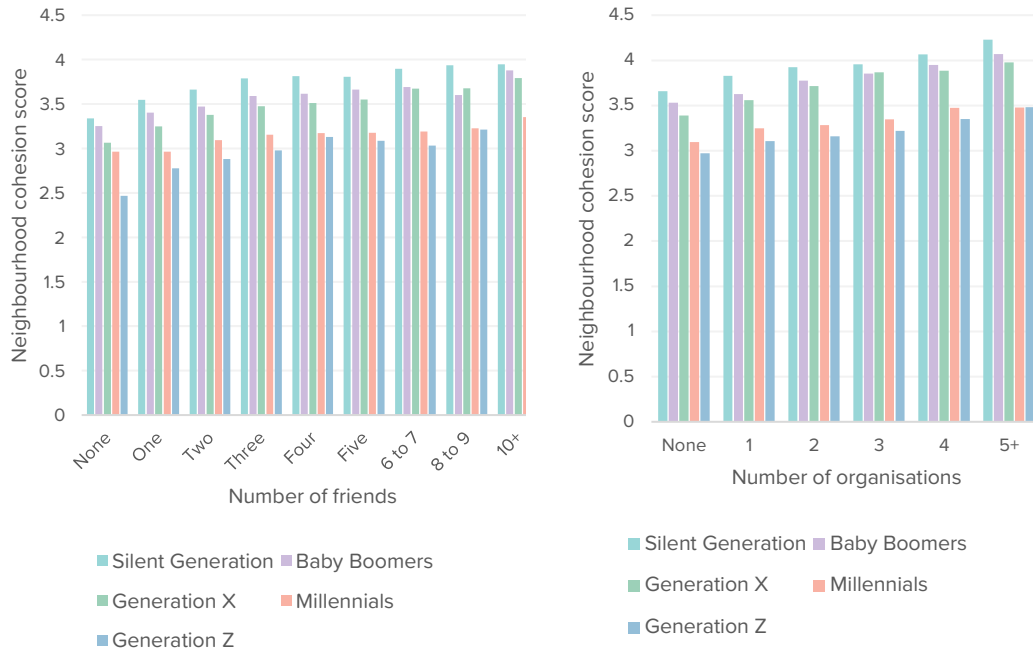 4.5
4
3.5
3
2.5
2
1.5
1
0.5
0
Neighbourhood cohesion score
None
One
Two
Three
Four
Five
6 to 7
8 to 9
10+
Number of friends
Silent Generation
Baby Boomers
Generation X
Millennials
Generation Z
4.5
4
3.5
3
2.5
2
1.5
1
0.5
0
Neighbourhood cohesion score
None
1
2
3
4
5+
Number of organisations
Silent Generation
Baby Boomers
Generation X
Millennials
Generation Z